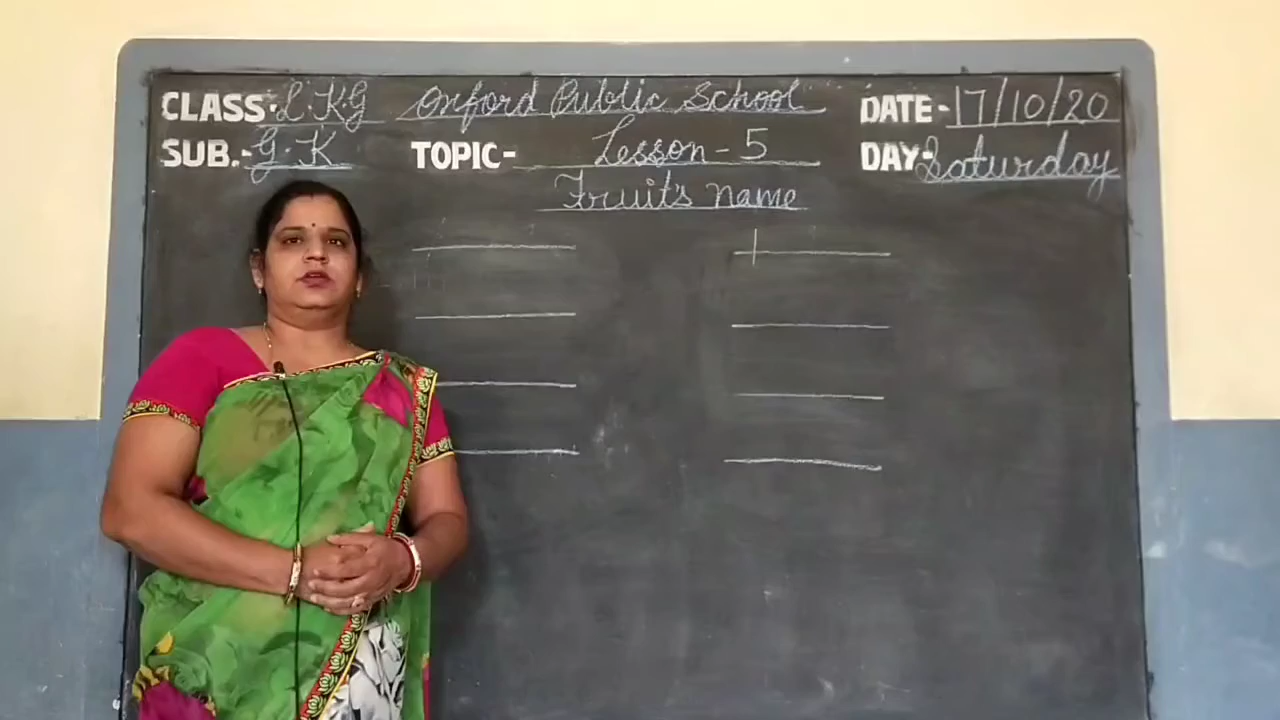 CLASS- L.K.G Oxford Public School DATE- 17/10/20
SUB.- G.K TOPIC- Lesson - 5 DAY- Saturday
Fruit's name